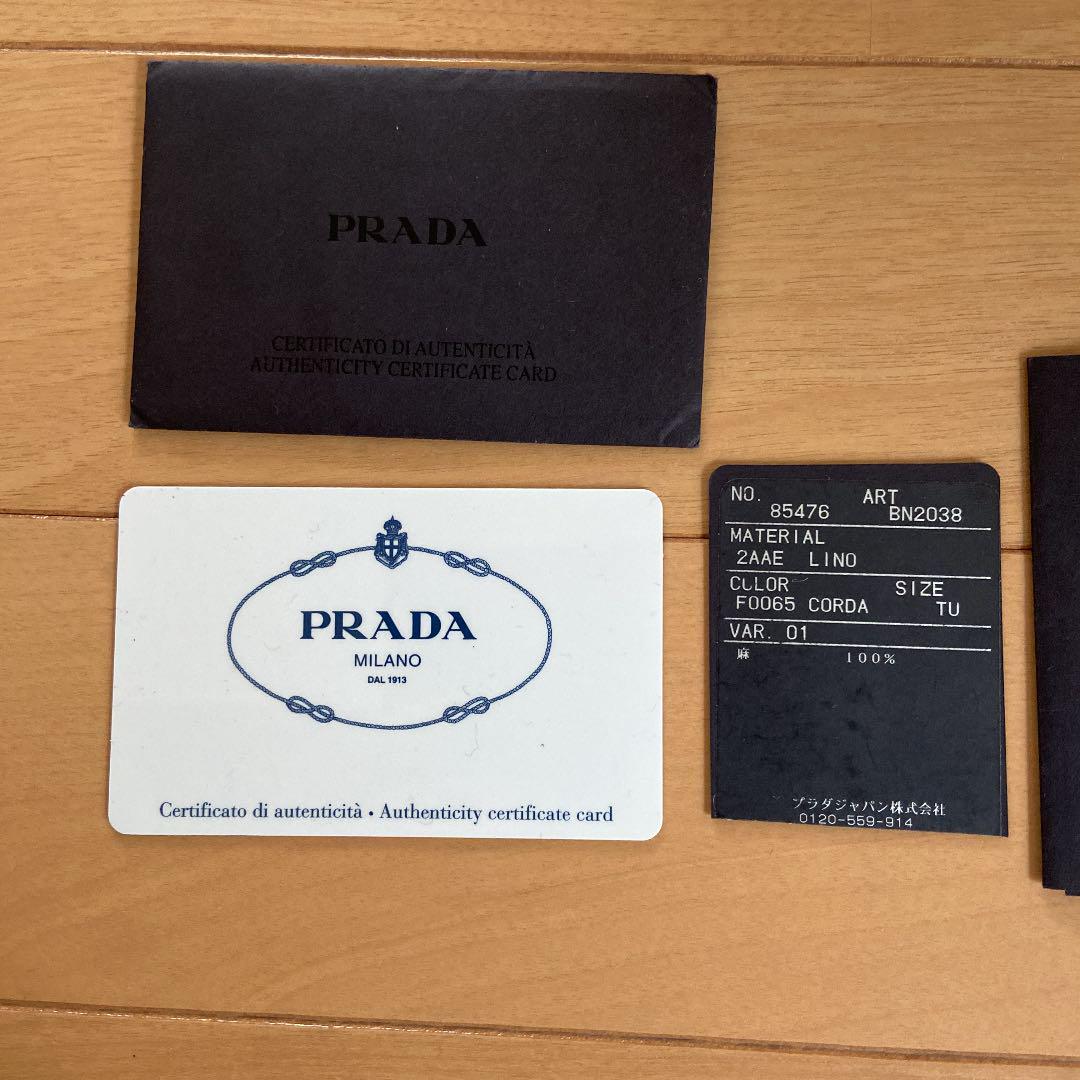 PRADA
CERTIFICATO DI AUTENTICITÀ
AUTHENTICITY CERTIFICATE CARD
PRADA
MILANO
DAL 1913
Certificato di autenticità • Authenticity certificate card
NO. ART
85476 BN2038
MATERIAL
2AAE LINO
COLOR SIZE
F0065 CORDA TU
VAR. 01
麻 100%
プラダジャパン株式会社
0120-559-914